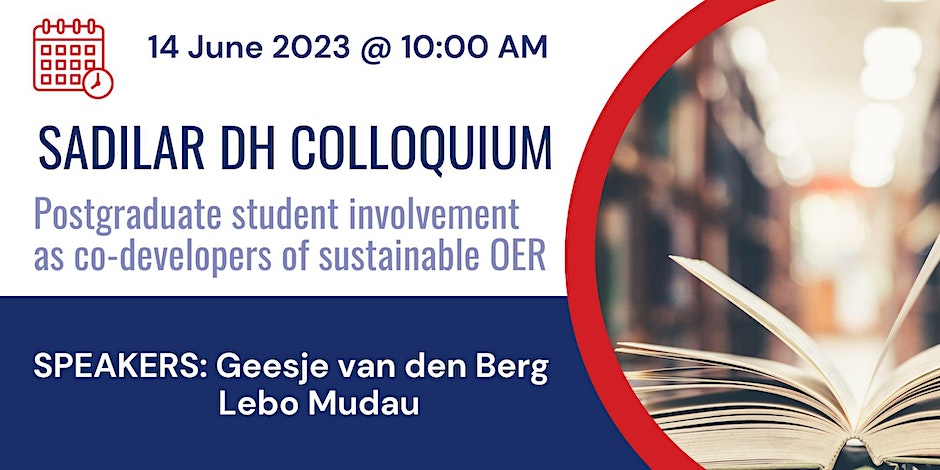 14 June 2023 @ 10:00 AM
SADILAR DH COLLOQUIUM
Postgraduate student involvement
as co-developers of sustainable OER
SPEAKERS: Geesje van den Berg
Lebo Mudau